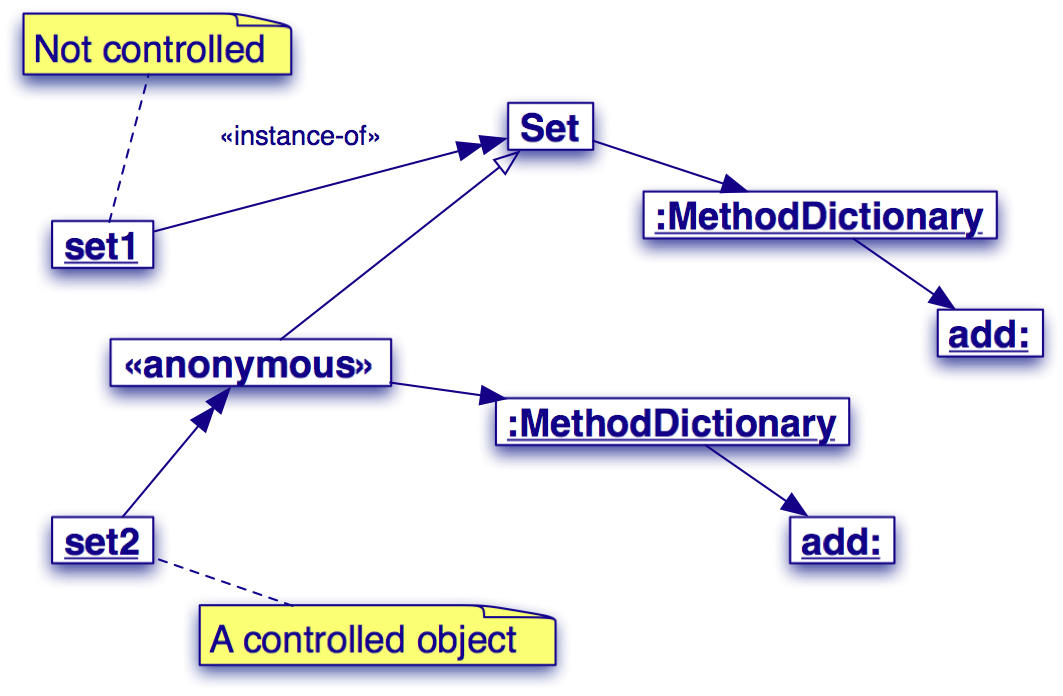 Not controlled
Set
«instance-of»
:MethodDictionary
set1
add:
«anonymous»
:MethodDictionary
set2
add:
A controlled object